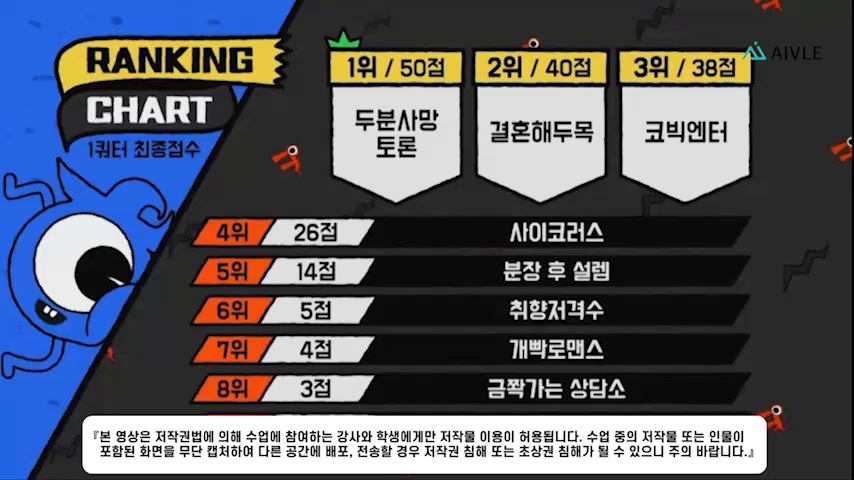 RANKING
CHART
1쿼터 최종점수
AIVLE
1위 / 50점
두분사망
토론
2위 / 40점
결혼해두목
3위 / 38점
코빅엔터
4위 26점 사이코러스
5위 14점 분장 후 설렘
6위 5점 취향저격수
7위 4점 개빡로맨스
8위 3점 금쪽가는 상담소
『본 영상은 저작권법에 의해 수업에 참여하는 강사와 학생에게만 저작물 이용이 허용됩니다. 수업 중의 저작물 또는 인물이
포함된 화면을 무단 캡처하여 다른 공간에 배포, 전송할 경우 저작권 침해 또는 초상권 침해가 될 수 있으니 주의 바랍니다.』